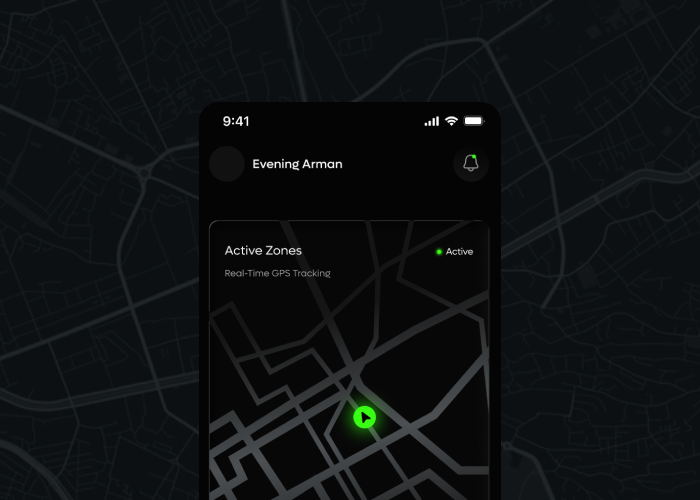 9:41
Evening Arman
Active Zones
Active
Real-Time GPS Tracking